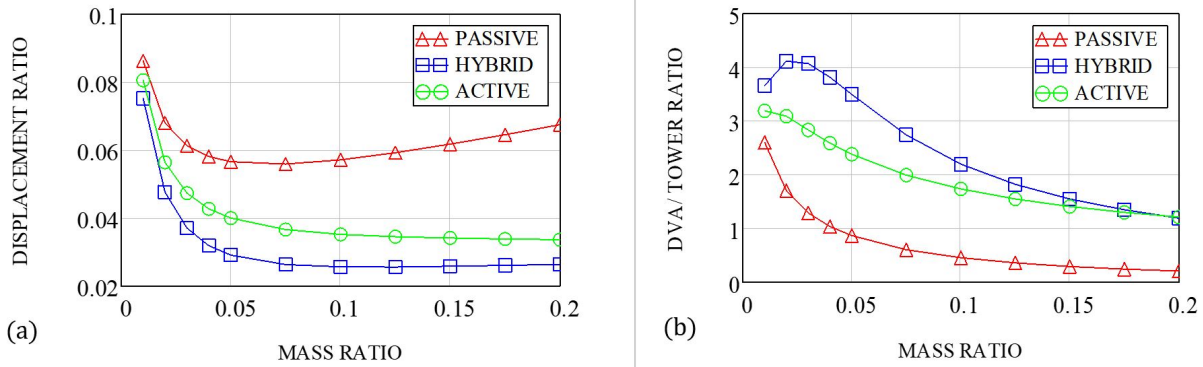 DISPLACEMENT RATIO
0.1
0.08
0.06
0.04
0.02
PASSIVE
HYBRID
ACTIVE
0 0.05 0.1 0.15 0.2
MASS RATIO
(a)
DVA/ TOWER RATIO
5
4
3
2
1
0
PASSIVE
HYBRID
ACTIVE
0 0.05 0.1 0.15 0.2
MASS RATIO
(b)